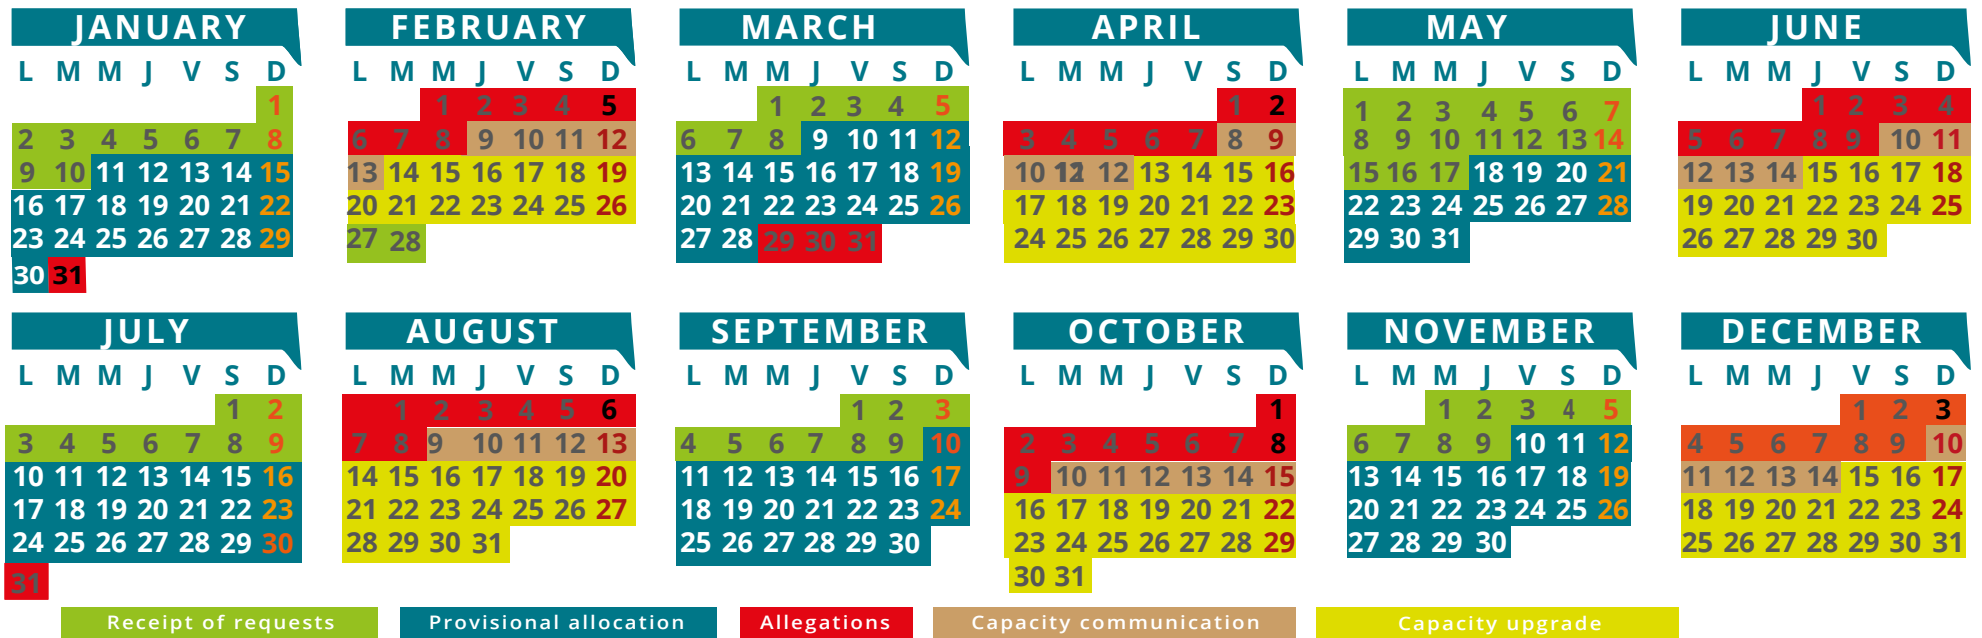 JANUARY
L M M J V S D
1
2 3 4 5 6 7 8
9 10 11 12 13 14 15
16 17 18 19 20 21 22
23 24 25 26 27 28 29
30 31
FEBRUARY
L M M J V S D
1 2 3 4 5
6 7 8 9 10 11 12
13 14 15 16 17 18 19
20 21 22 23 24 25 26
27 28
MARCH
L M M J V S D
1 2 3 4 5
6 7 8 9 10 11 12
13 14 15 16 17 18 19
20 21 22 23 24 25 26
27 28 29 30 31
APRIL
L M M J V S D
1 2
3 4 5 6 7 8 9
10 12 12 13 14 15 16
17 18 19 20 21 22 23
24 25 26 27 28 29 30
MAY
L M M J V S D
1 2 3 4 5 6 7
8 9 10 11 12 13 14
15 16 17 18 19 20 21
22 23 24 25 26 27 28
29 30 31
JUNE
L M M J V S D
1 2 3 4
5 6 7 8 9 10 11
12 13 14 15 16 17 18
19 20 21 22 23 24 25
26 27 28 29 30
JULY
L M M J V S D
1 2
3 4 5 6 7 8 9
10 11 12 13 14 15 16
17 18 19 20 21 22 23
24 25 26 27 28 29 30
31
AUGUST
L M M J V S D
1 2 3 4 5 6
7 8 9 10 11 12 13
14 15 16 17 18 19 20
21 22 23 24 25 26 27
28 29 30 31
SEPTEMBER
L M M J V S D
1 2 3
4 5 6 7 8 9 10
11 12 13 14 15 16 17
18 19 20 21 22 23 24
25 26 27 28 29 30
OCTOBER
L M M J V S D
1
2 3 4 5 6 7 8
9 10 11 12 13 14 15
16 17 18 19 20 21 22
23 24 25 26 27 28 29
30 31
NOVEMBER
L M M J V S D
1 2 3 4 5
6 7 8 9 10 11 12
13 14 15 16 17 18 19
20 21 22 23 24 25 26
27 28 29 30
DECEMBER
L M M J V S D
1 2 3
4 5 6 7 8 9 10
11 12 13 14 15 16 17
18 19 20 21 22 23 24
25 26 27 28 29 30 31
Receipt of requests
Provisional allocation
Allegations
Capacity communication
Capacity upgrade